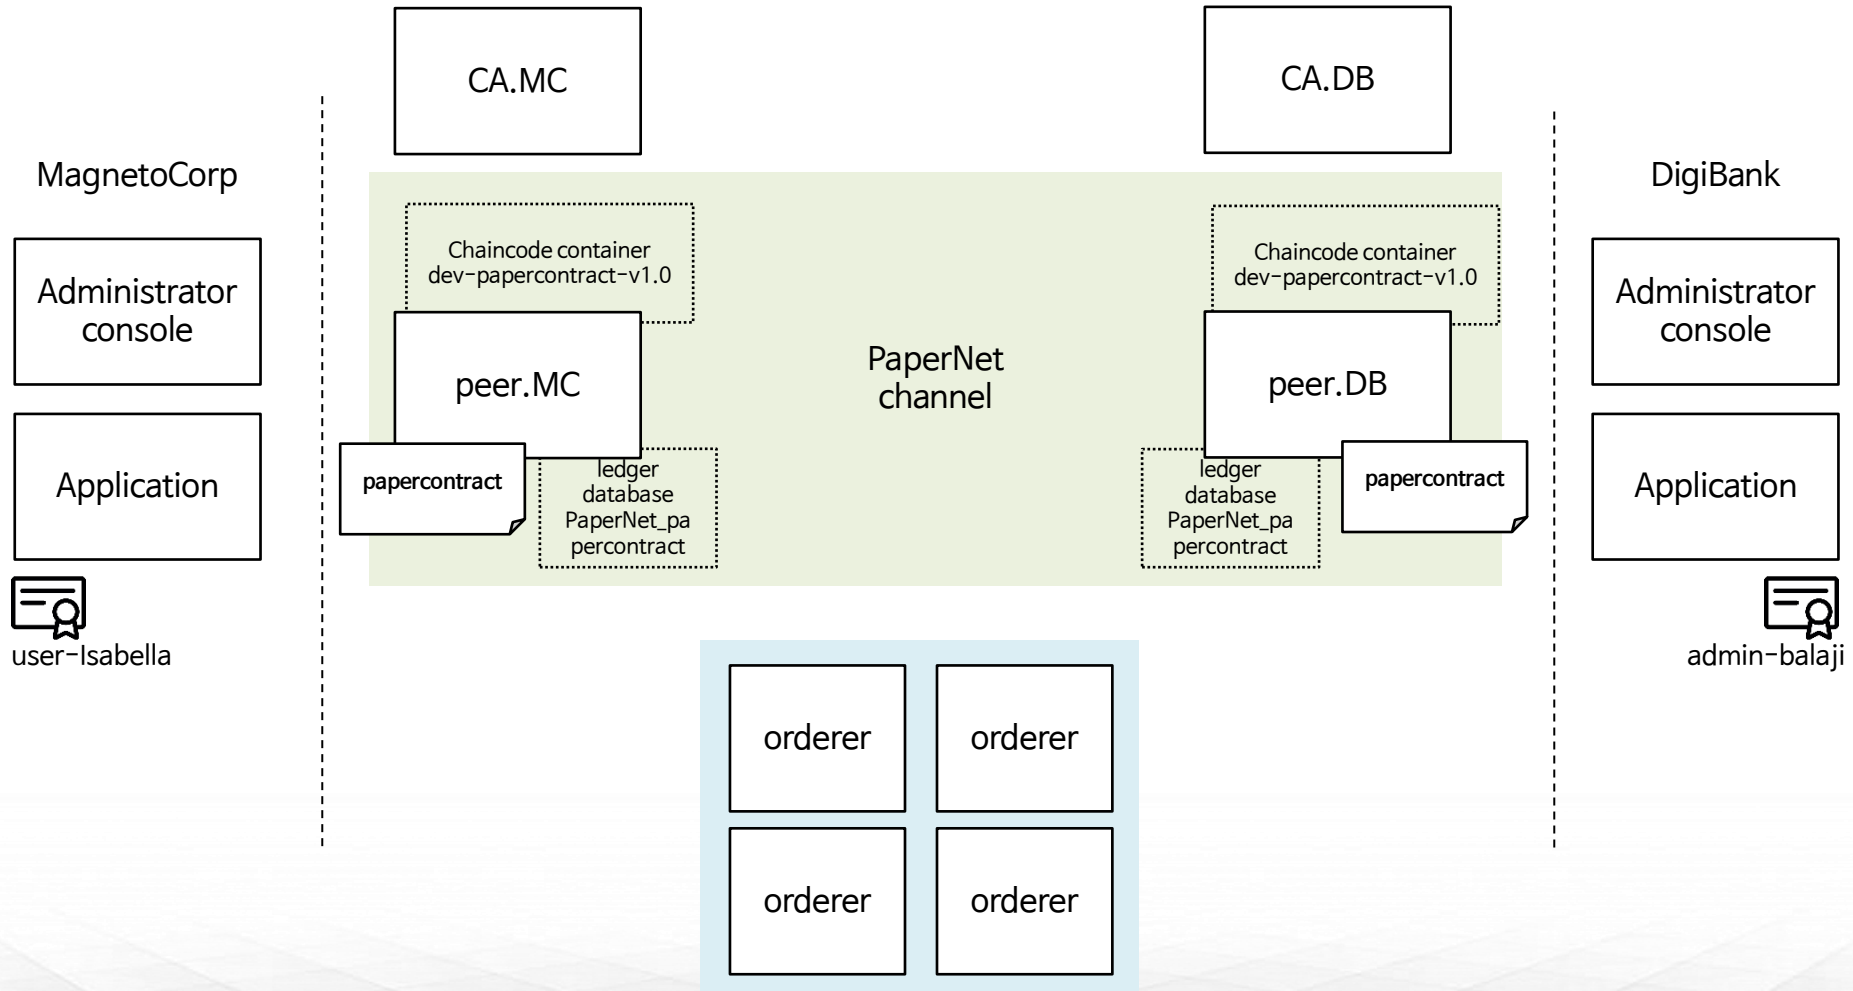 CA.MC
CA.DB
MagnetoCorp
DigiBank
Administrator
console
Application
user-Isabella
Chaincode container
dev-papercontract-v1.0
peer.MC
papercontract
ledger
database
PaperNet_pa
percontract
PaperNet
channel
Chaincode container
dev-papercontract-v1.0
peer.DB
ledger
database
PaperNet_pa
percontract
papercontract
Administrator
console
Application
admin-balaji
orderer
orderer
orderer
orderer